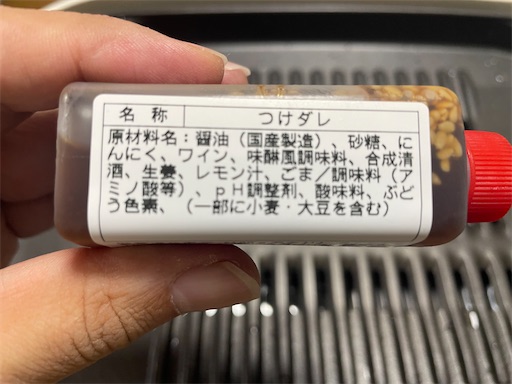 名称 つけダレ
原材料名：醤油（国産製造）、砂糖、に
んにく、ワイン、味醂風調味料、合成清
酒、生姜、レモン汁、ごま/調味料（ア
ミノ酸等）、pH調整剤、酸味料、ぶど
う色素、（一部に小麦・大豆を含む）